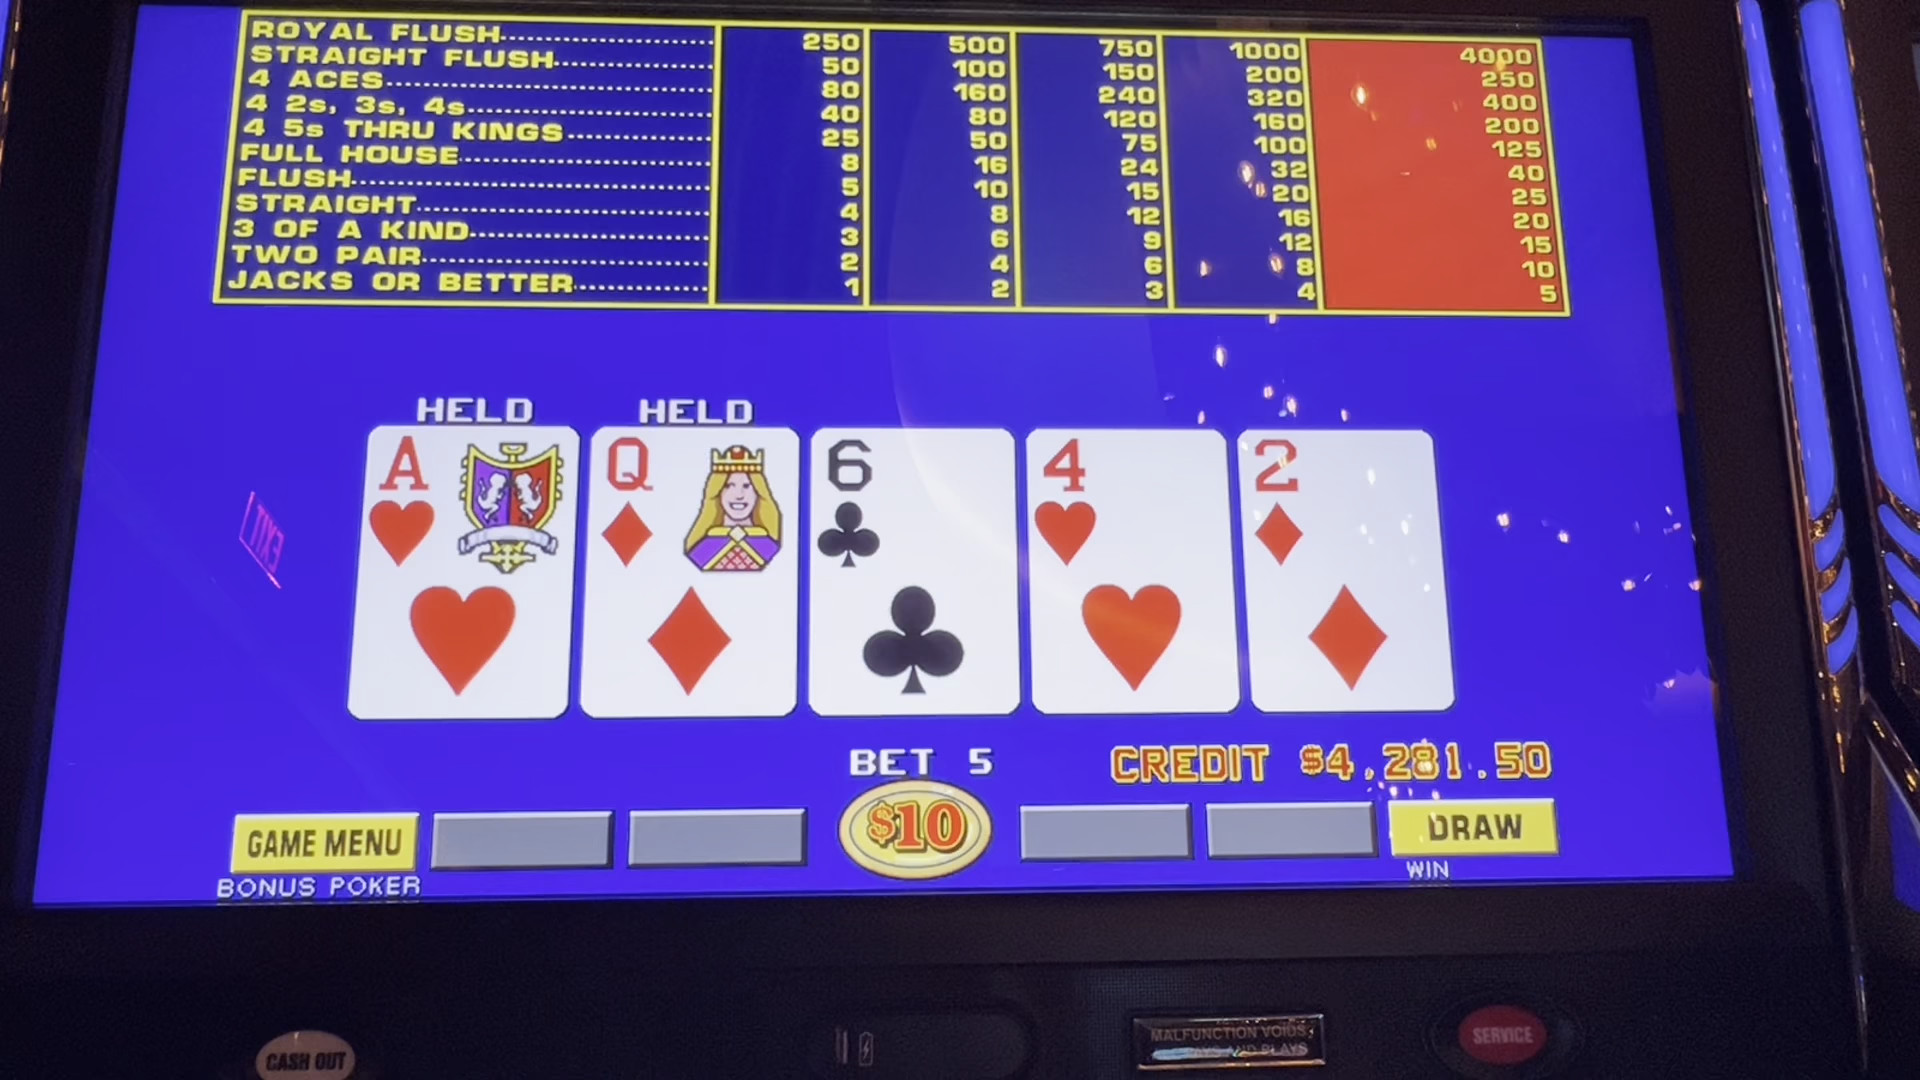 ROYAL FLUSH 250 500 750 1000 4000
STRAIGHT FLUSH 50 100 150 200 250
4 ACES 80 160 240 320 400
4 2s, 3s, 4s 40 80 120 160 200
4 5s THRU KINGS 25 50 75 100 125
FULL HOUSE 8 16 24 32 40
FLUSH 5 10 15 20 25
STRAIGHT 4 8 12 16 20
3 OF A KIND 3 6 9 12 15
TWO PAIR 2 4 6 8 10
JACKS OR BETTER 1 2 3 4 5
HELD HELD
A Q 6 4 2
EXIT
BET 5 CREDIT $4,281.50
GAME MENU $10 DRAW
BONUS POKER WIN
CASH OUT
MALFUNCTION VOIDS
AND PLAYS
SERVICE